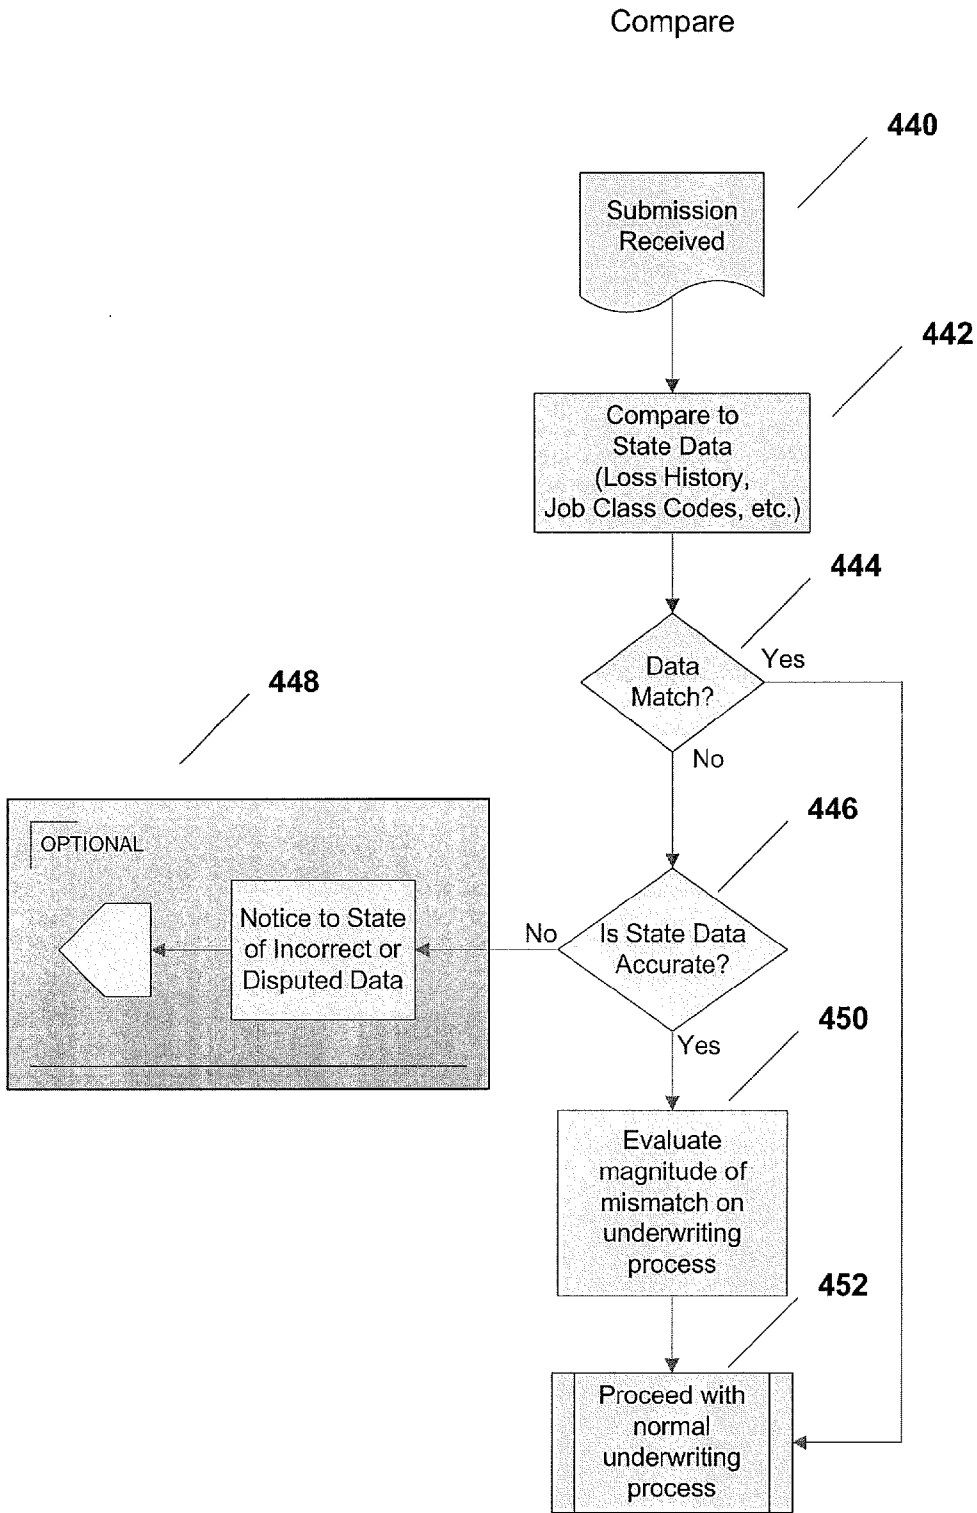 Compare
440
Submission
Received
442
Compare to
State Data
(Loss History,
Job Class Codes, etc.)
444
Data
Match?
Yes
No
448
OPTIONAL
446
Is State Data
Accurate?
No
Notice to State
of Incorrect or
Disputed Data
Yes
450
Evaluate
magnitude of
mismatch on
underwriting
process
452
Proceed with
normal
underwriting
process